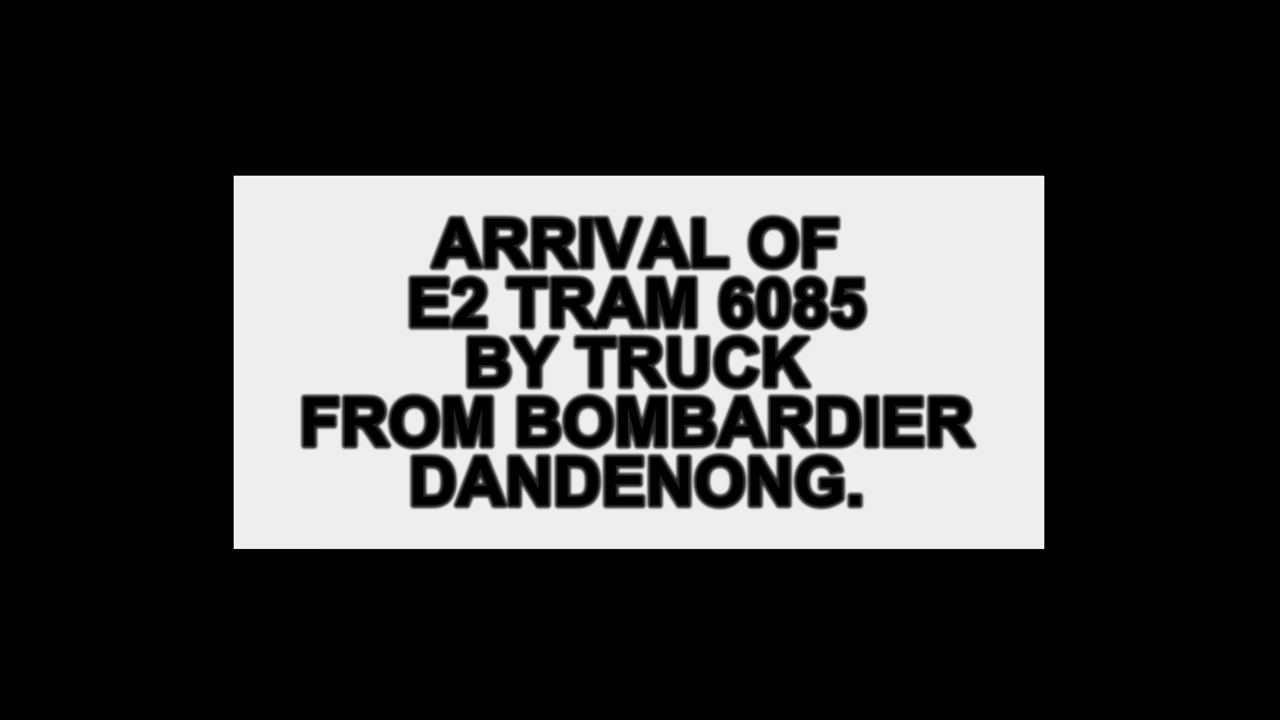 ARRIVAL OF
E2 TRAM 6085
BY TRUCK
FROM BOMBARDIER
DANDENONG.